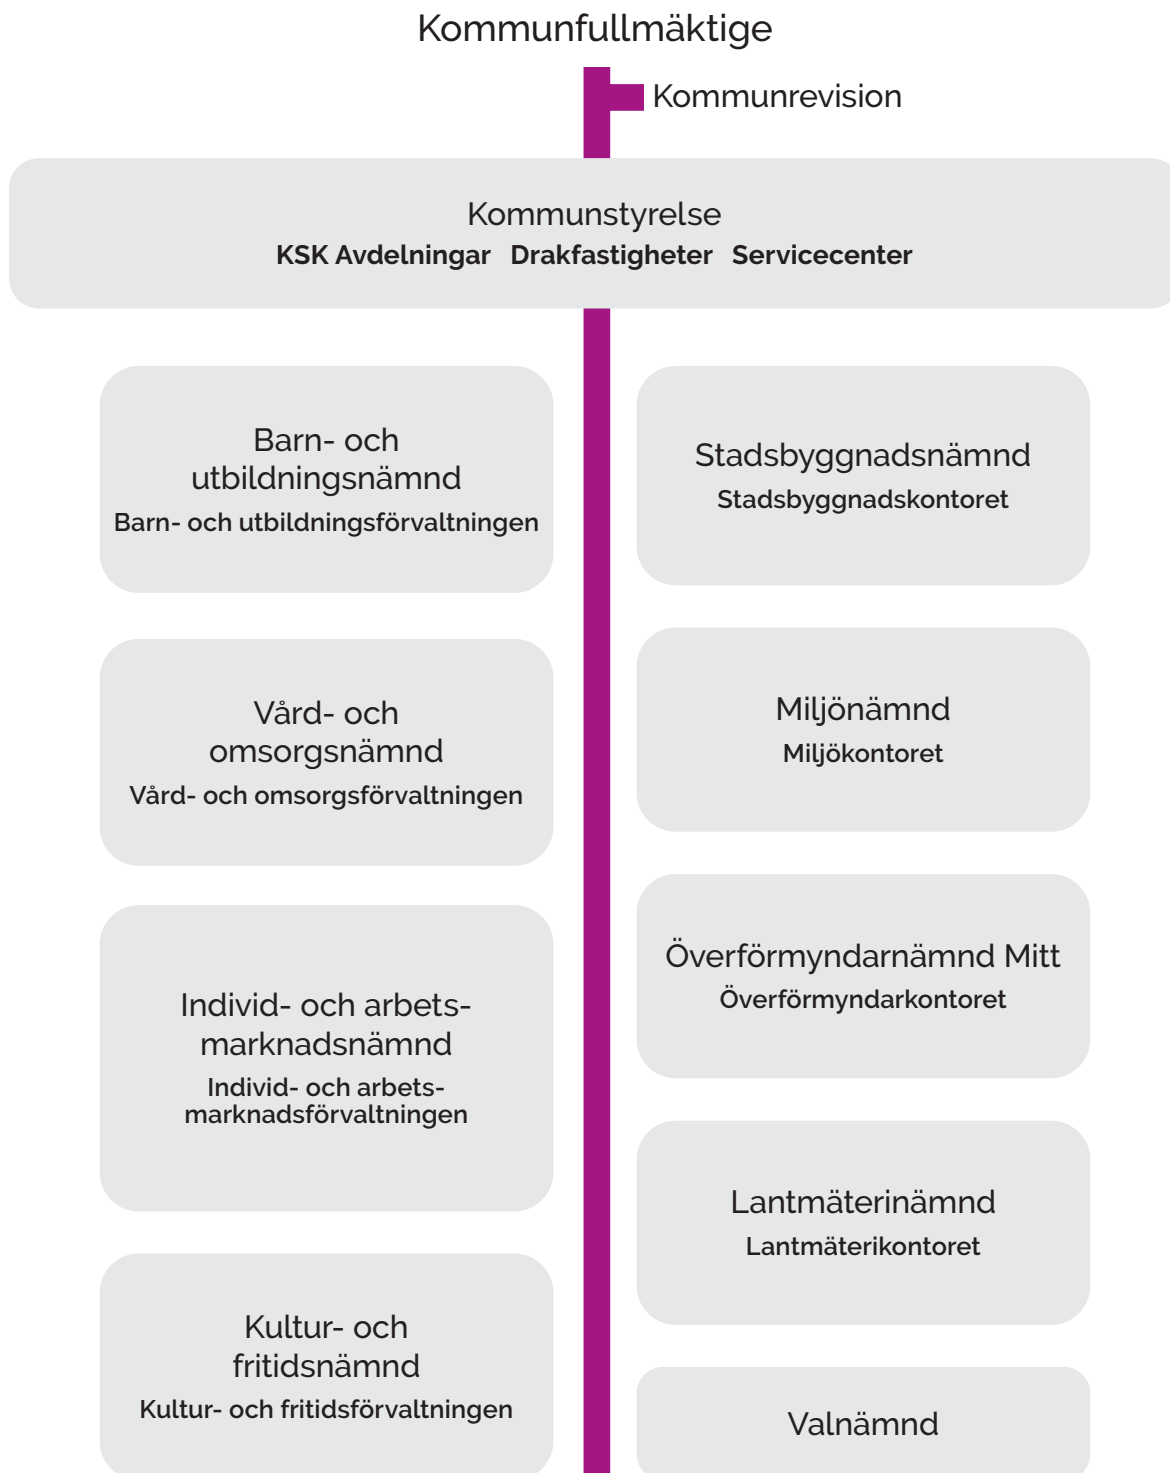 Kommunfullmäktige
Kommunrevision
Kommunstyrelse
KSK Avdelningar Drakfastigheter Servicecenter
Barn- och
utbildningsnämnd
Barn- och utbildningsförvaltningen
Vård- och
omsorgsnämnd
Vård- och omsorgsförvaltningen
Individ- och arbets-
marknadsnämnd
Individ- och arbets-
marknadsförvaltningen
Kultur- och
fritidsnämnd
Kultur- och fritidsförvaltningen
Stadsbyggnadsnämnd
Stadsbyggnadskontoret
Miljönämnd
Miljökontoret
Överförmyndarnämnd Mitt
Överförmyndarkontoret
Lantmäterinämnd
Lantmäterikontoret
Valnämnd